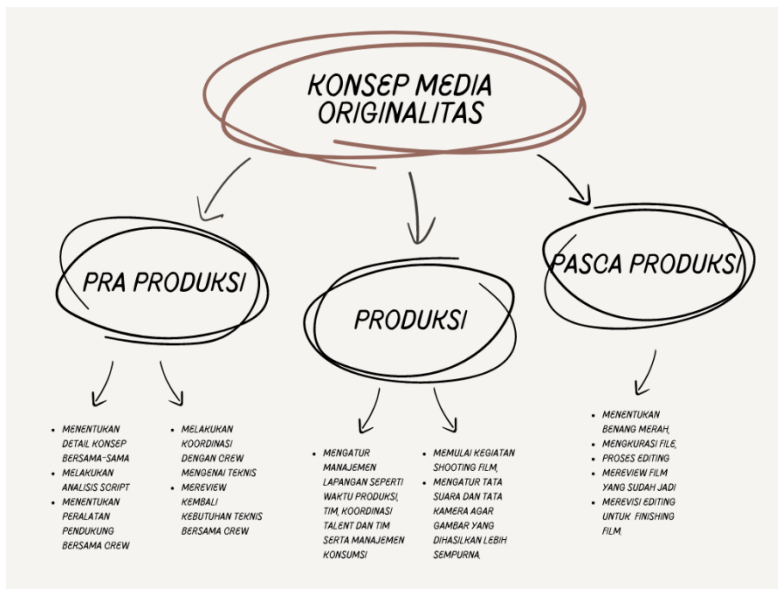 KONSEP MEDIA
ORIGINALITAS
PRA PRODUKSI
PRODUKSI
PASCA PRODUKSI
• MENENTUKAN
DETAIL KONSEP
BERSAMA-SAMA
• MELAKUKAN
ANALISIS SCRIPT
• MENENTUKAN
PERALATAN
PENDUKUNG
BERSAMA CREW
• MELAKUKAN
KOORDINASI
DENGAN CREW
MENGENAI TEKNIS
• MEREVIEW
KEMBALI
KEBUTUHAN TEKNIS
BERSAMA CREW
• MENGATUR
MANAJEMEN
LAPANGAN SEPERTI
WAKTU PRODUKSI,
TIM, KOORDINASI
TALENT DAN TIM
SERTA MANAJEMEN
KONSUMSI
• MEMULAI KEGIATAN
SHOOTING FILM,
• MENGATUR TATA
SUARA DAN TATA
KAMERA AGAR
GAMBAR YANG
DIHASILKAN LEBIH
SEMPURNA,
• MENENTUKAN
BENANG MERAH,
• MENGKURASI FILE,
• PROSES EDITING
• MEREVIEW FILM
YANG SUDAH JADI
• MEREVISI EDITING
UNTUK FINISHING
FILM.